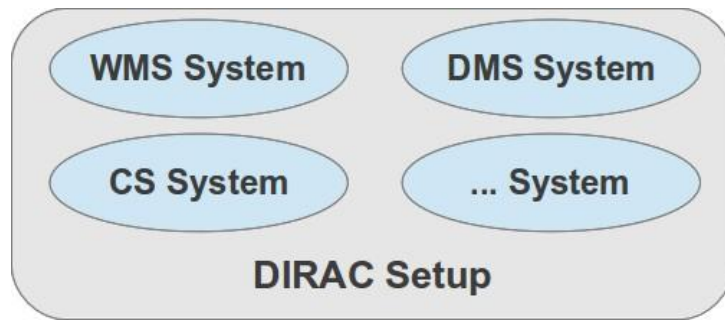 WMS System
DMS System
CS System
... System
DIRAC Setup